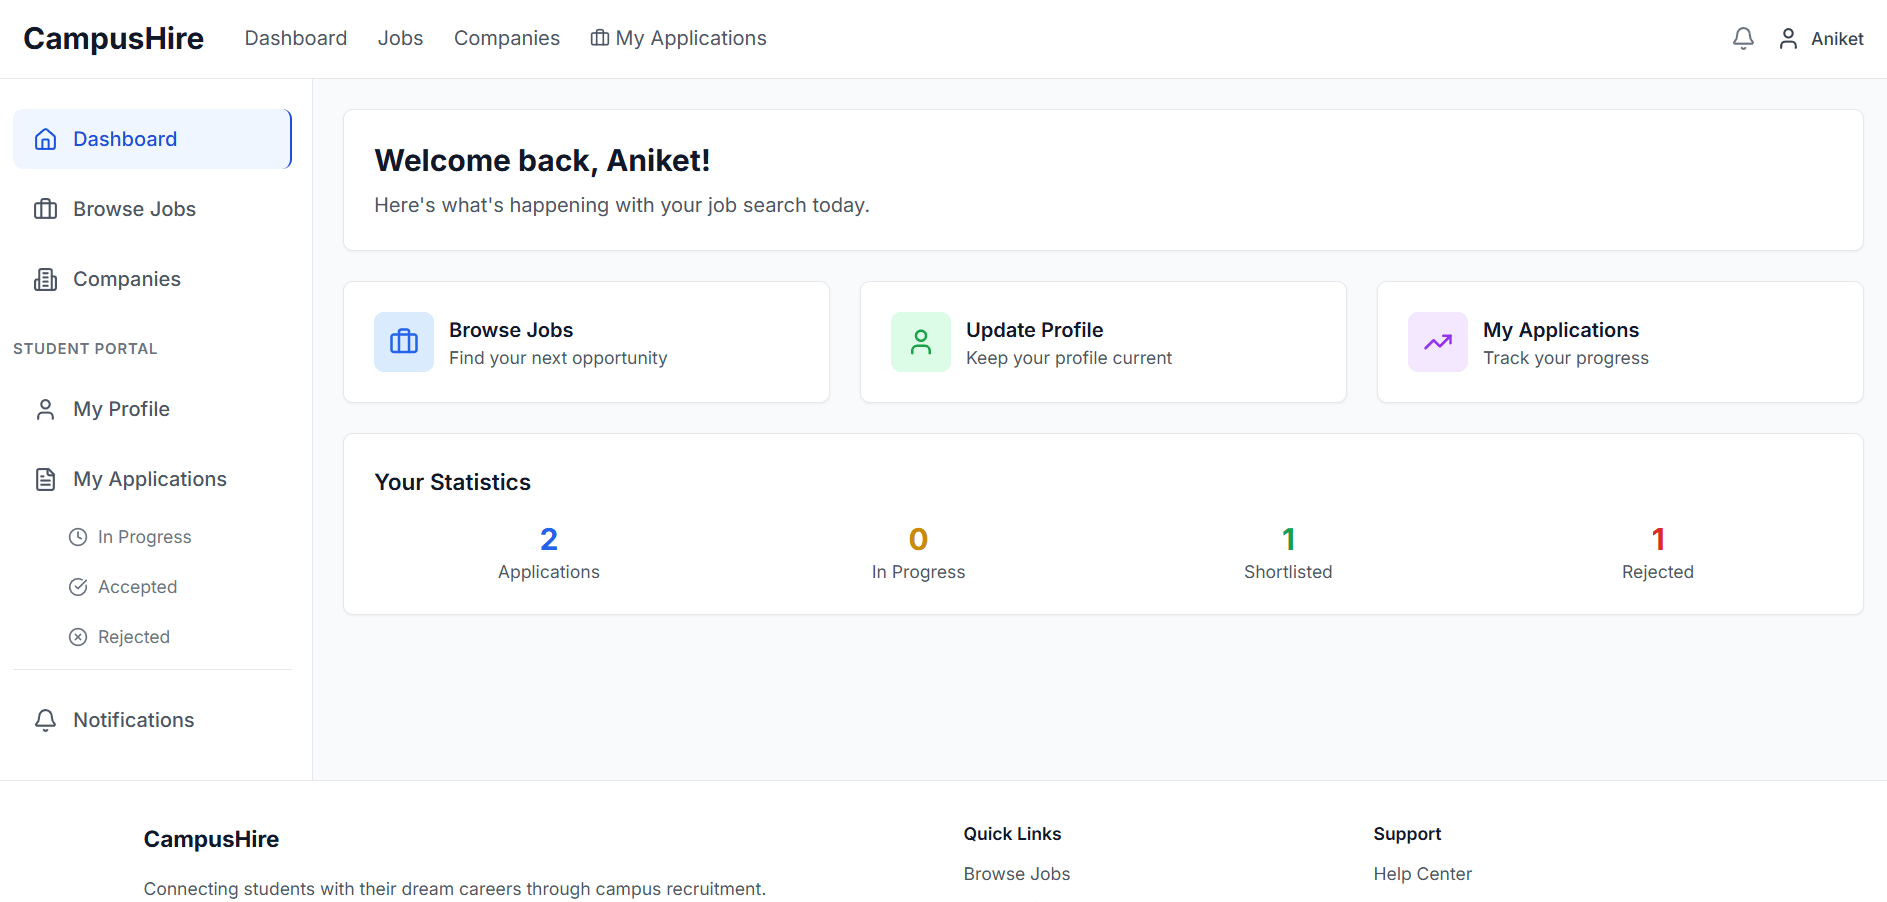 CampusHire
Dashboard
Jobs
Companies
My Applications
Aniket
Dashboard
Browse Jobs
Companies
STUDENT PORTAL
My Profile
My Applications
In Progress
Accepted
Rejected
Notifications
Welcome back, Aniket!
Here's what's happening with your job search today.
Browse Jobs
Find your next opportunity
Update Profile
Keep your profile current
My Applications
Track your progress
Your Statistics
2
Applications
0
In Progress
1
Shortlisted
1
Rejected
CampusHire
Connecting students with their dream careers through campus recruitment.
Quick Links
Browse Jobs
Support
Help Center